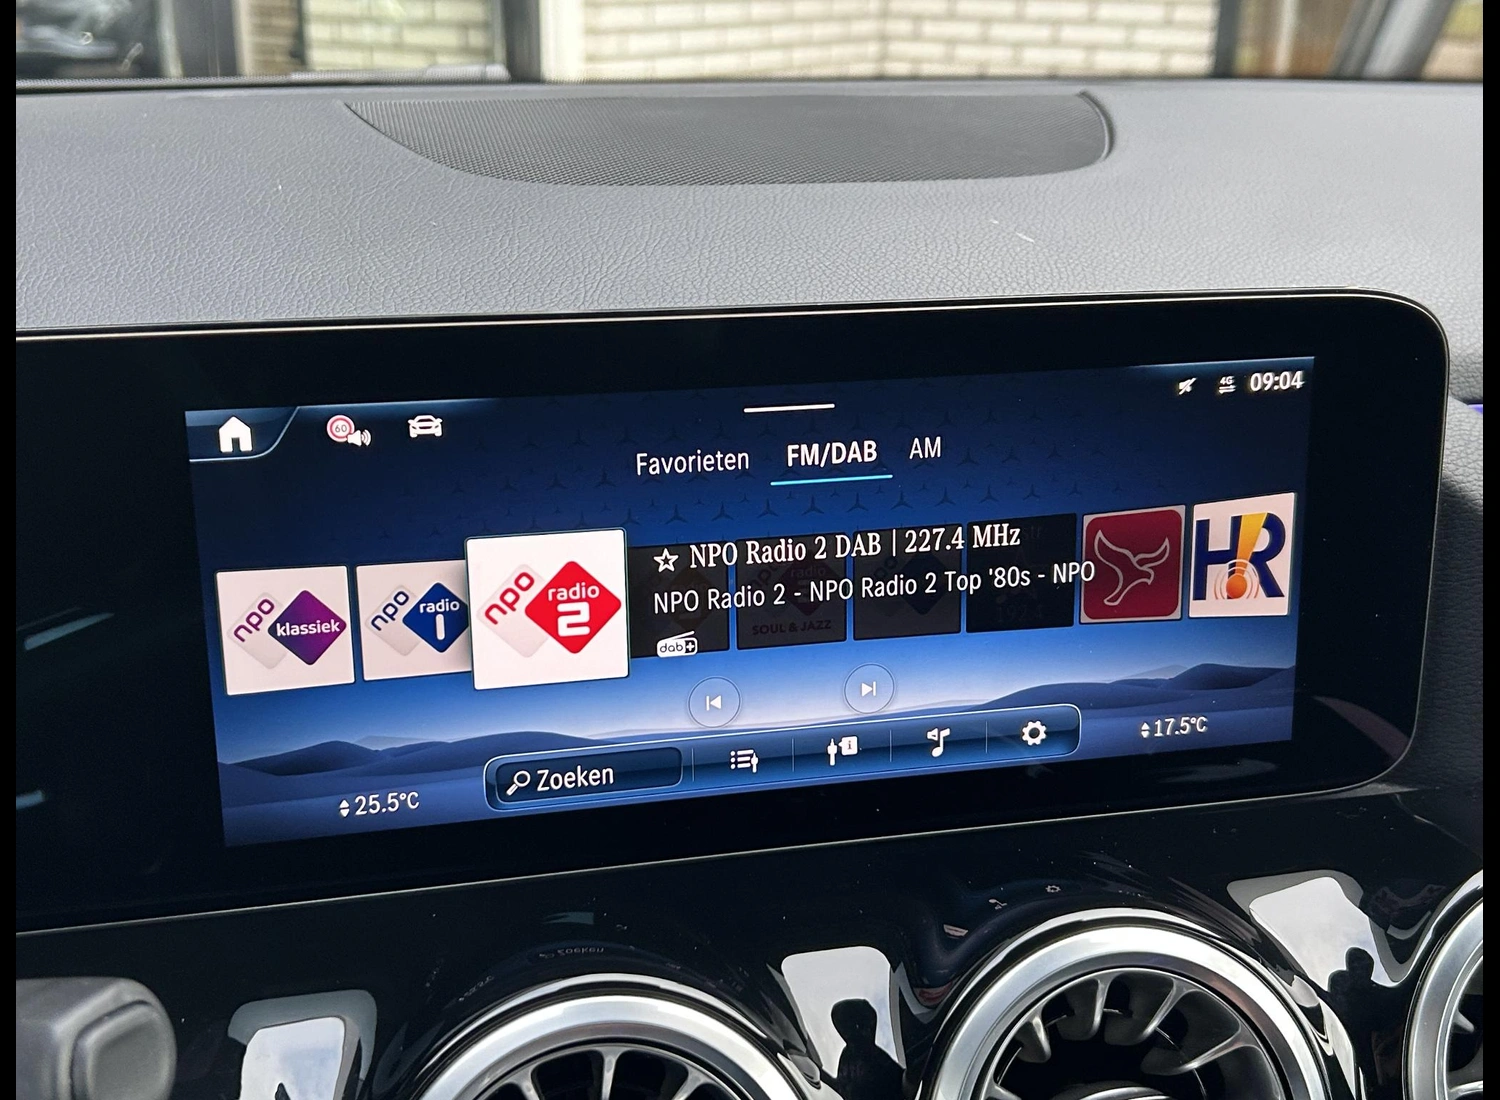 60
4G 09:04
Favorieten FM/DAB AM
☆ NPO Radio 2 DAB | 227.4 MHz
NPO Radio 2 - NPO Radio 2 Top '80s - NPO
npo klassiek
npo radio 1
npo radio 2
SOUL & JAZZ
HR
dab+
Zoeken
25.5°C
17.5°C